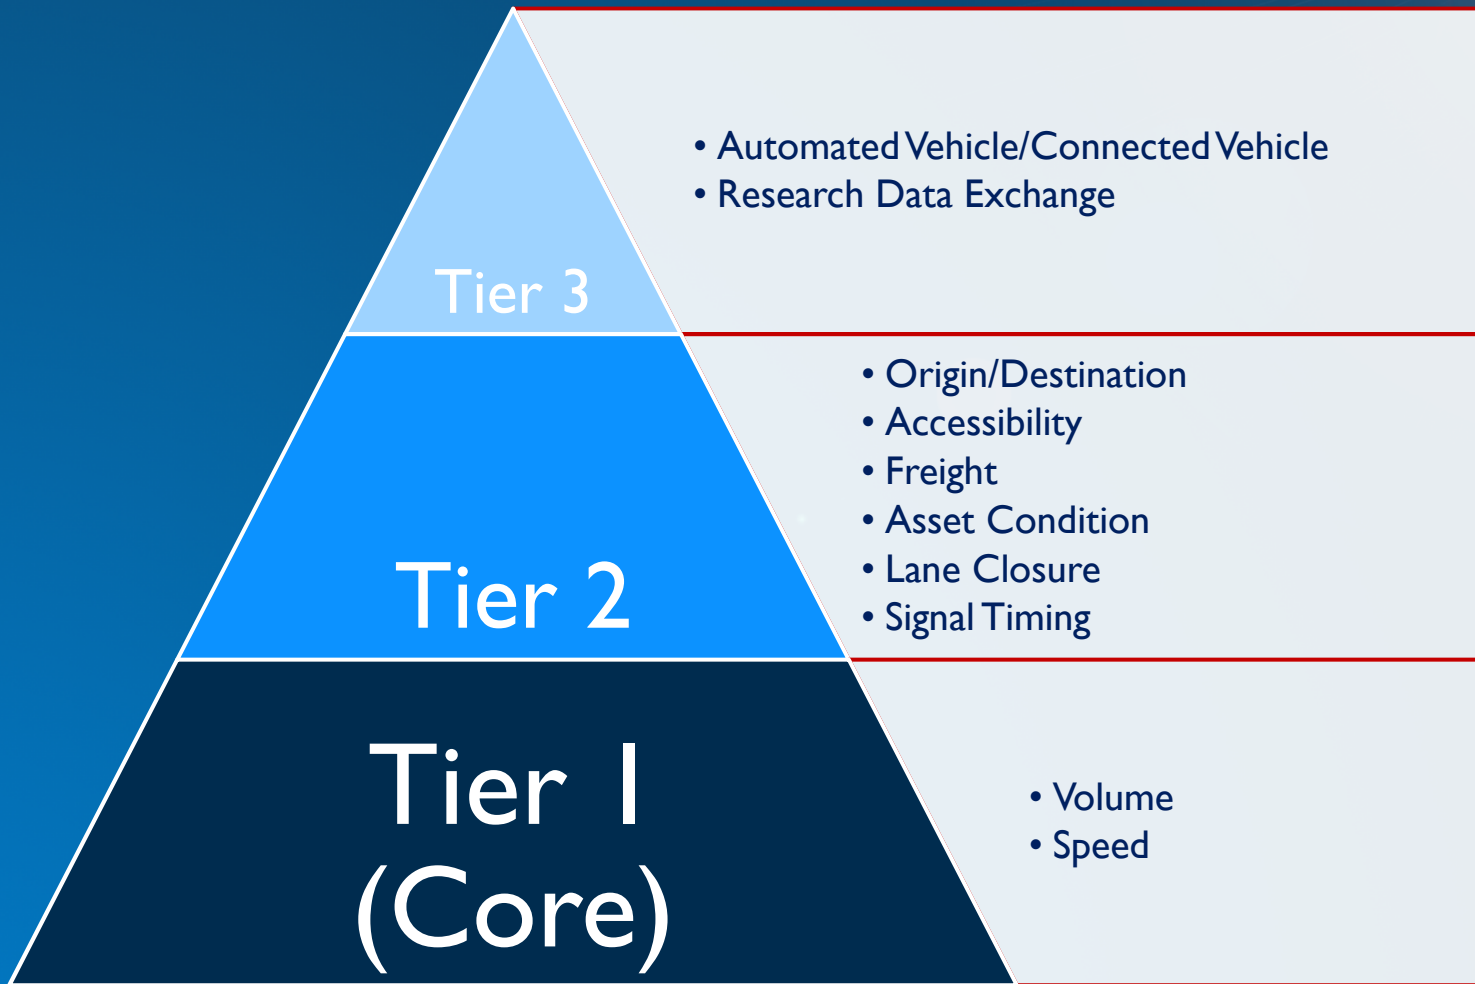 • Automated Vehicle/Connected Vehicle
• Research Data Exchange
Tier 3
• Origin/Destination
• Accessibility
• Freight
• Asset Condition
• Lane Closure
• Signal Timing
Tier 2
Tier 1
(Core)
• Volume
• Speed